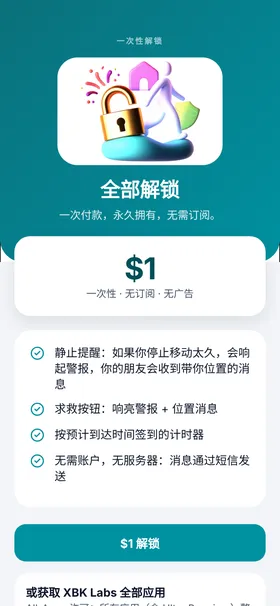 一次性解锁
全部解锁
一次付款，永久拥有，无需订阅。
$1
一次性 · 无订阅 · 无广告
静止提醒：如果你停止移动太久，会响
起警报，你的朋友会收到带你位置的消
息
求救按钮：响亮警报 + 位置消息
按预计到达时间签到的计时器
无需账户，无服务器：消息通过短信发
送
$1 解锁
或获取 XBK Labs 全部应用